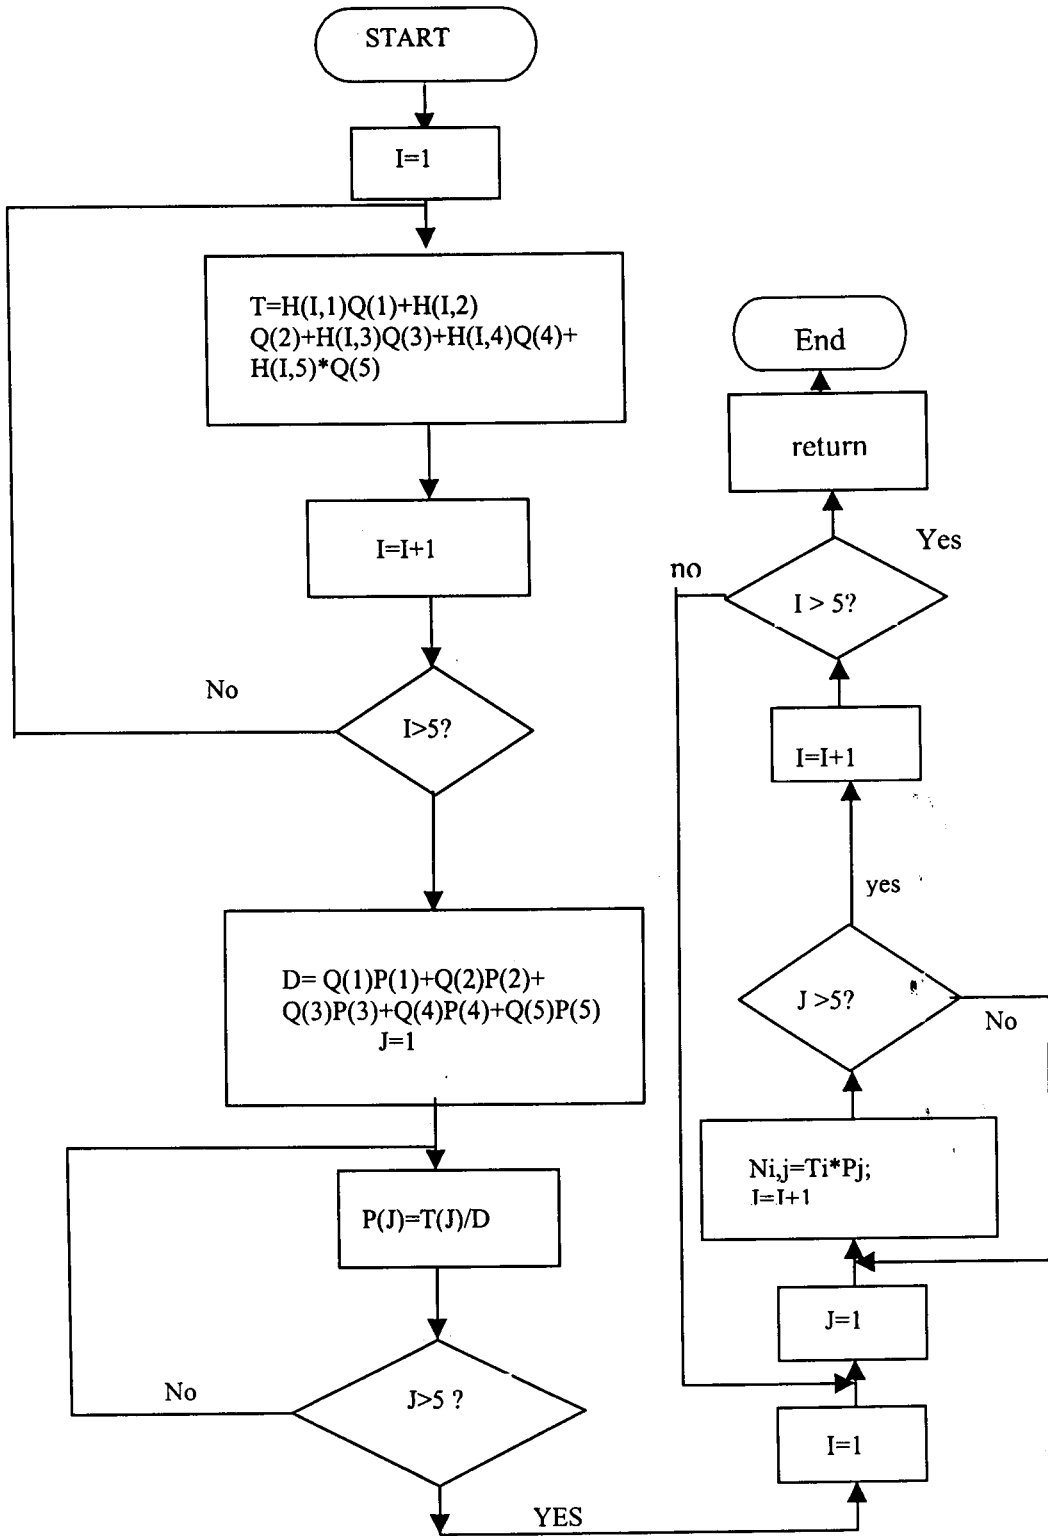 START
I=1
T=H(I,1)Q(1)+H(I,2)
Q(2)+H(I,3)Q(3)+H(I,4)Q(4)+
H(I,5)*Q(5)
I=I+1
No
I>5?
D= Q(1)P(1)+Q(2)P(2)+
Q(3)P(3)+Q(4)P(4)+Q(5)P(5)
J=1
P(J)=T(J)/D
No
J>5 ?
YES
I=1
J=1
Ni,j=Ti*Pj;
J=J+1
J >5?
No
yes
I=I+1
I > 5?
no
Yes
return
End